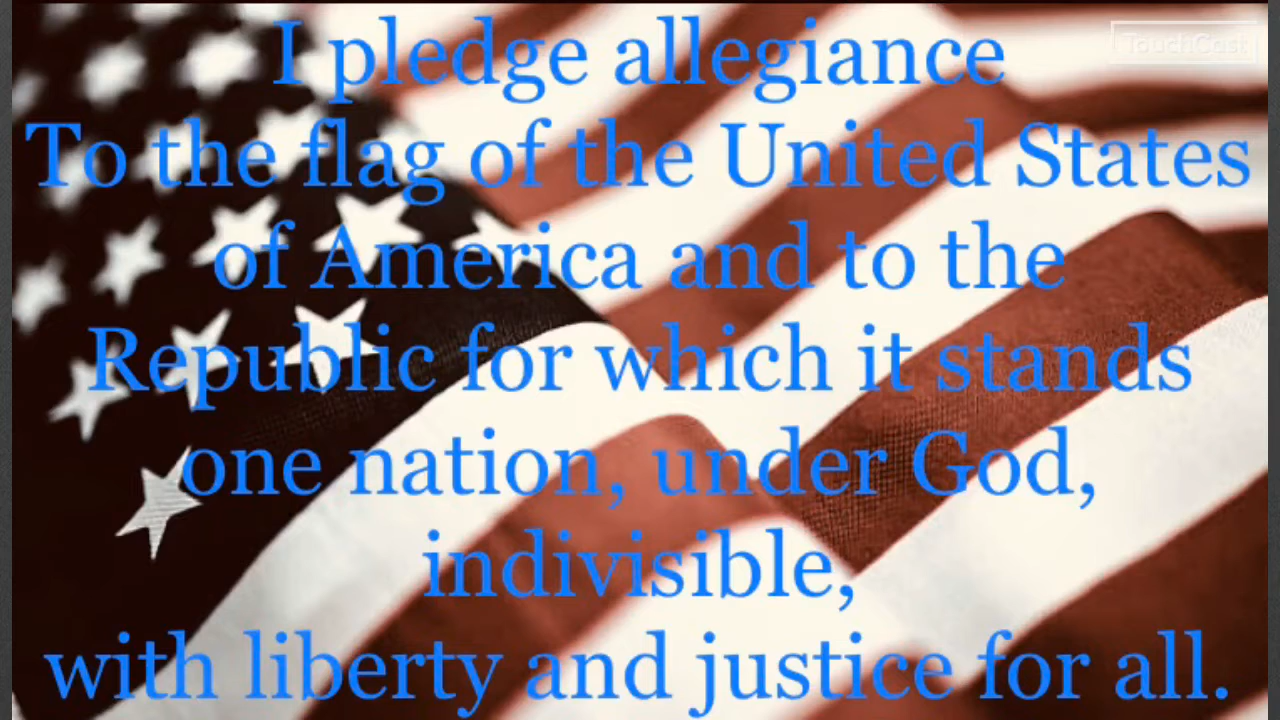 I pledge allegiance
TouchCast
To the flag of the United States
of America and to the
Republic for which it stands
one nation, under God,
indivisible,
with liberty and justice for all.